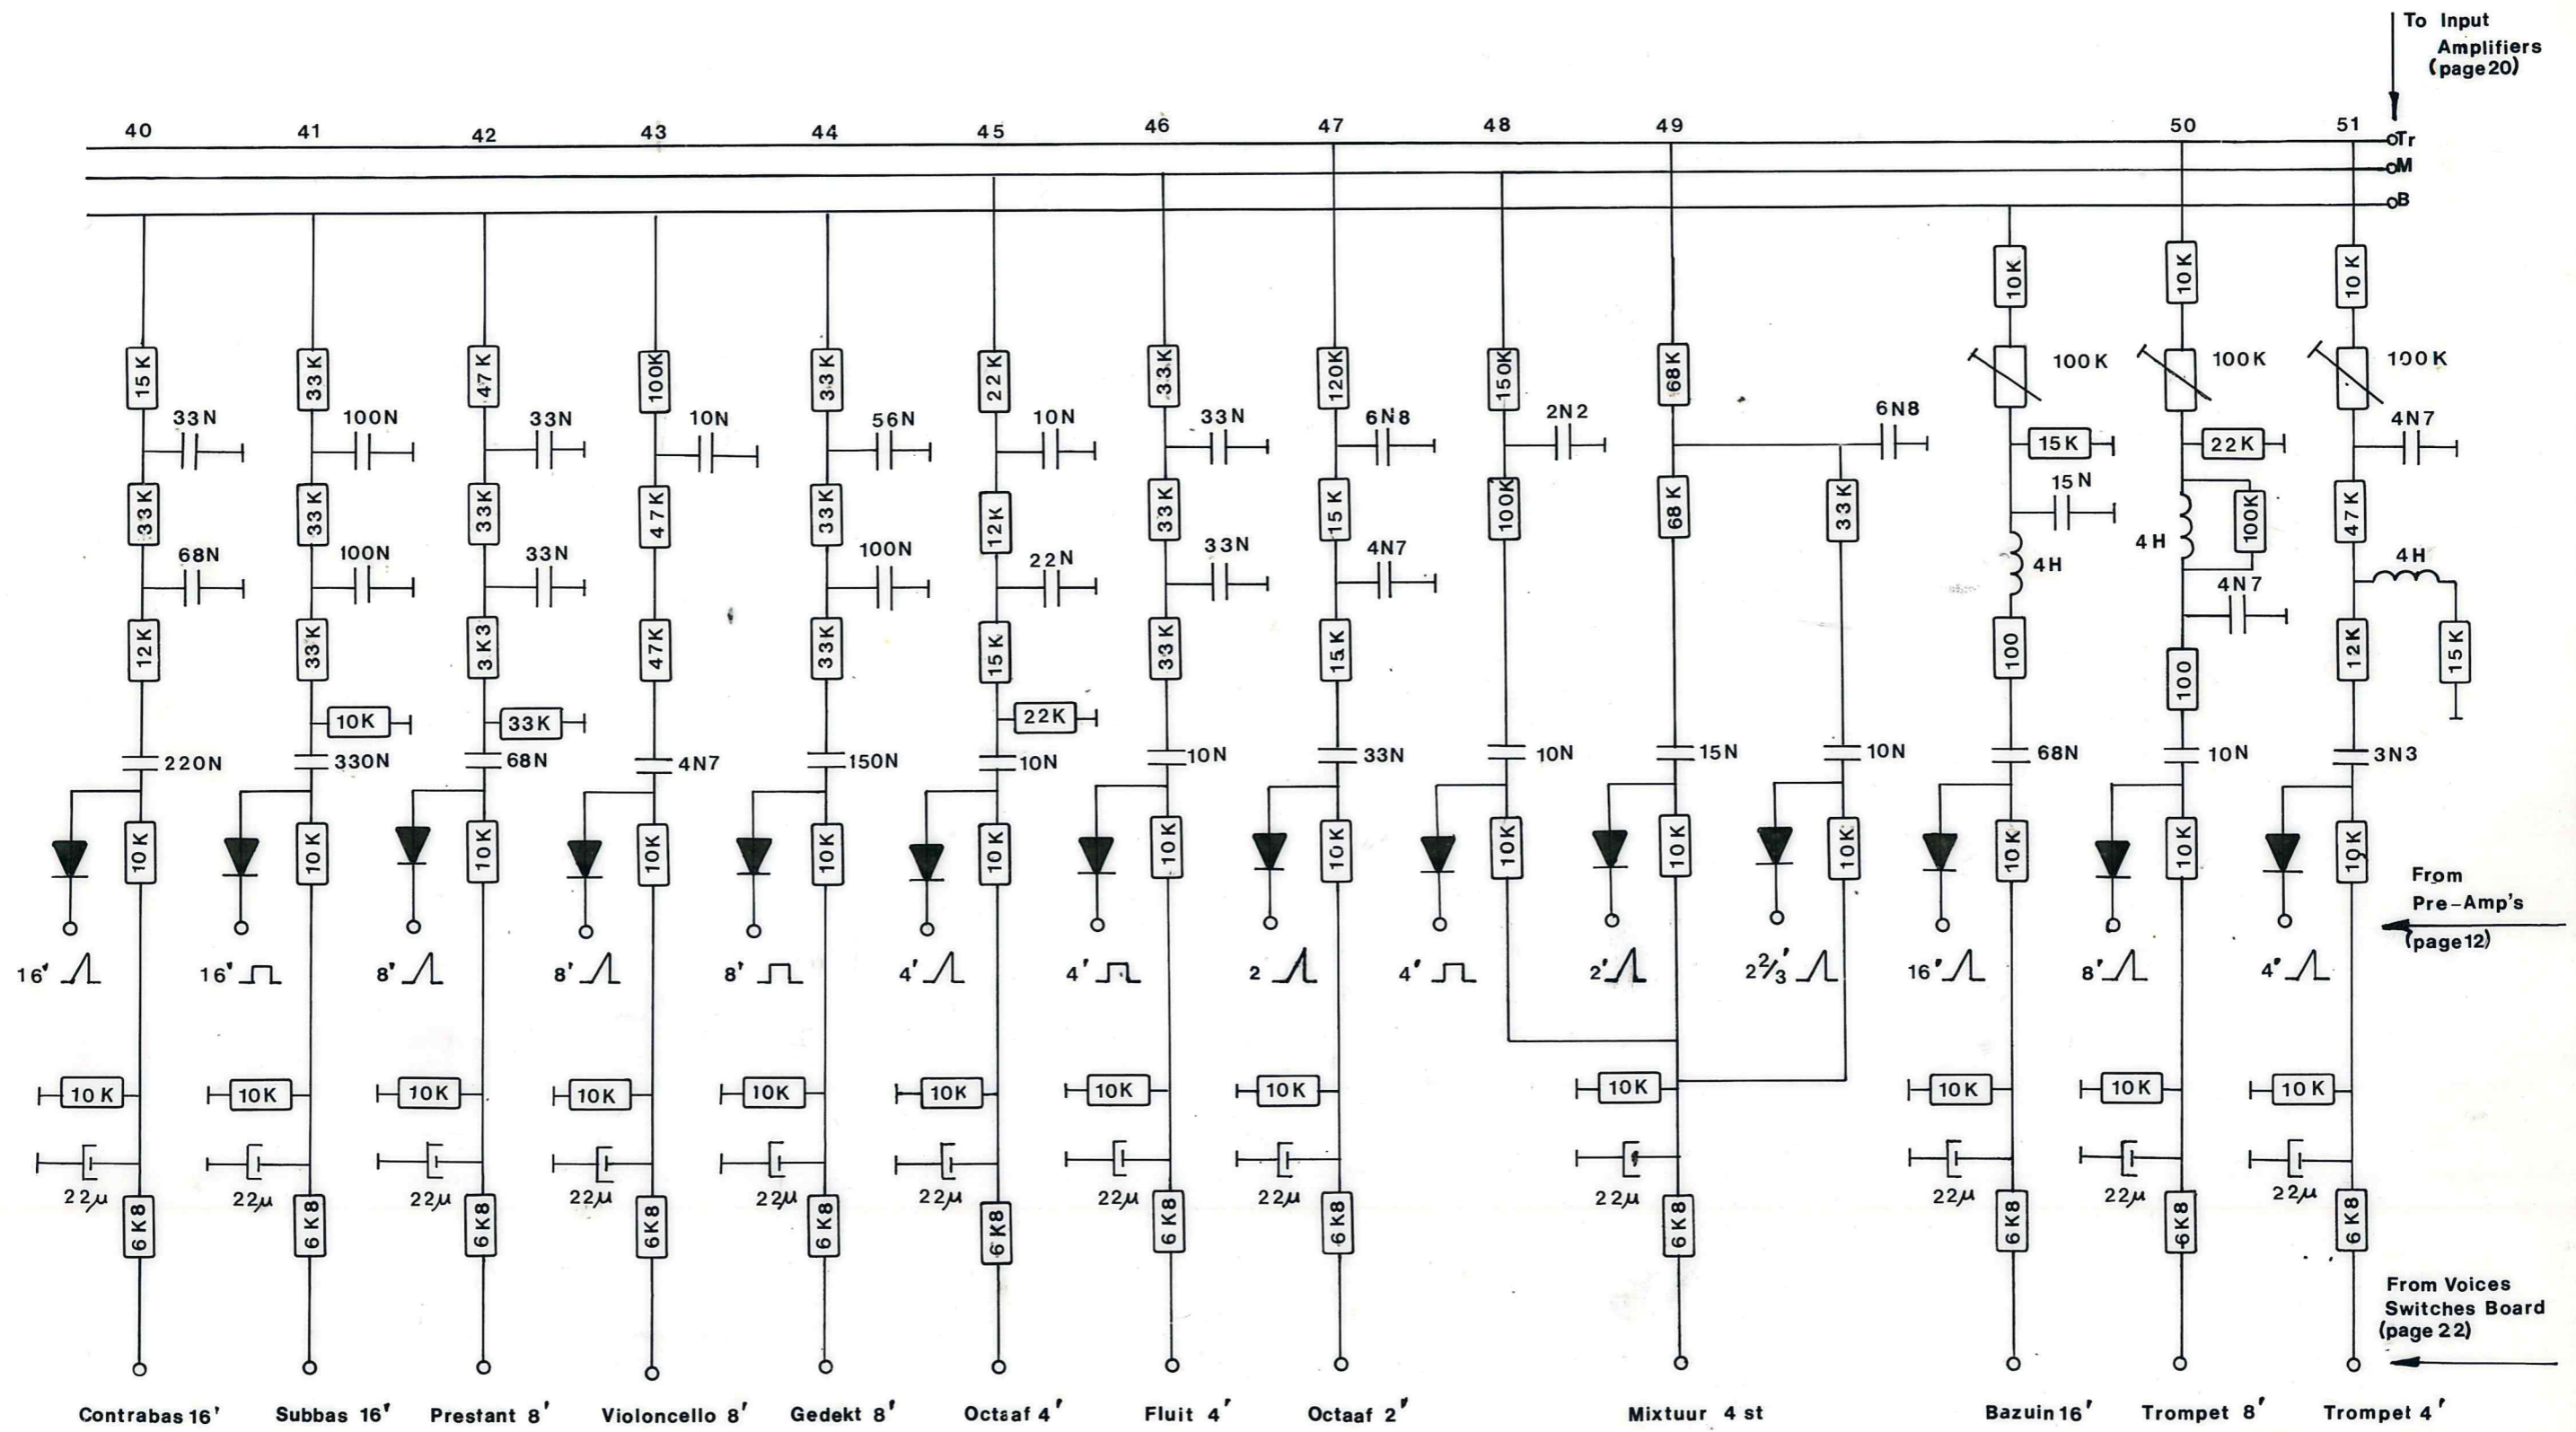 To Input
Amplifiers
(page 20)
40 41 42 43 44 45 46 47 48 49 50 51
Tr
M
B
10K 10K 10K
15K 33K 47K 100K 33K 22K 33K 120K 150K 68K 100K 100K 100K
33N 100N 33N 10N 56N 10N 33N 6N8 2N2 6N8 15K 22K 4N7
33K 33K 33K 47K 33K 12K 33K 15K 100K 68K 33K 15N 100K 47K
4H 4H 4H
68N 100N 33N 100N 22N 33N 4N7 4N7
12K 33K 3K3 47K 33K 15K 33K 15K 100 100 12K 15K
10K 33K 22K
220N 330N 68N 4N7 150N 10N 10N 33N 10N 15N 10N 68N 10N 3N3
10K 10K 10K 10K 10K 10K 10K 10K 10K 10K 10K 10K 10K 10K
From
Pre-Amp's
(page 12)
16' 16' 8' 8' 8' 4' 4' 2 4' 2' 2 2/3' 16' 8' 4'
10K 10K 10K 10K 10K 10K 10K 10K 10K 10K 10K 10K
22µ 22µ 22µ 22µ 22µ 22µ 22µ 22µ 22µ 22µ 22µ 22µ
6K8 6K8 6K8 6K8 6K8 6K8 6K8 6K8 6K8 6K8 6K8 6K8
From Voices
Switches Board
(page 22)
Contrabas 16' Subbas 16' Prestant 8' Violoncello 8' Gedekt 8' Octaaf 4' Fluit 4' Octaaf 2' Mixtuur 4 st Bazuin 16' Trompet 8' Trompet 4'